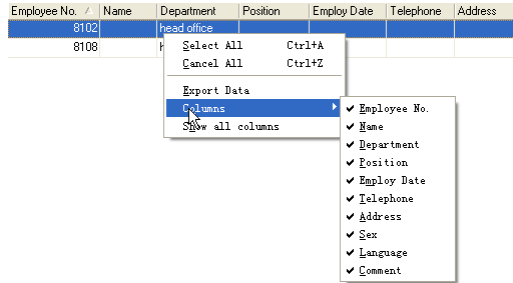 Employee No. Name Department Position Employ Date Telephone Address
8102 head office
8108 h
Select All Ctrl+A
Cancel All Ctrl+Z
Export Data
Columns
Show all columns
Employee No.
Name
Department
Position
Employ Date
Telephone
Address
Sex
Language
Comment